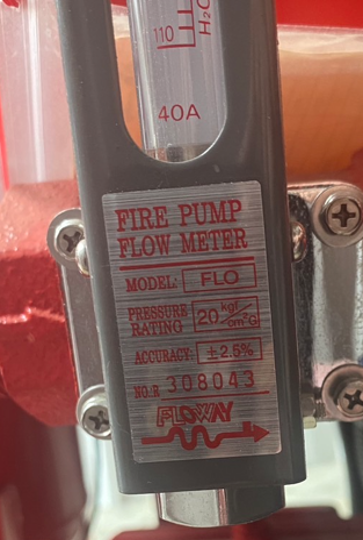 110
H₂O
40A
FIRE PUMP
FLOW METER
MODEL: FLO
PRESSURE RATING 20 kgf/cm²G
ACCURACY: ±2.5%
NO.R 308043
FLOWAY